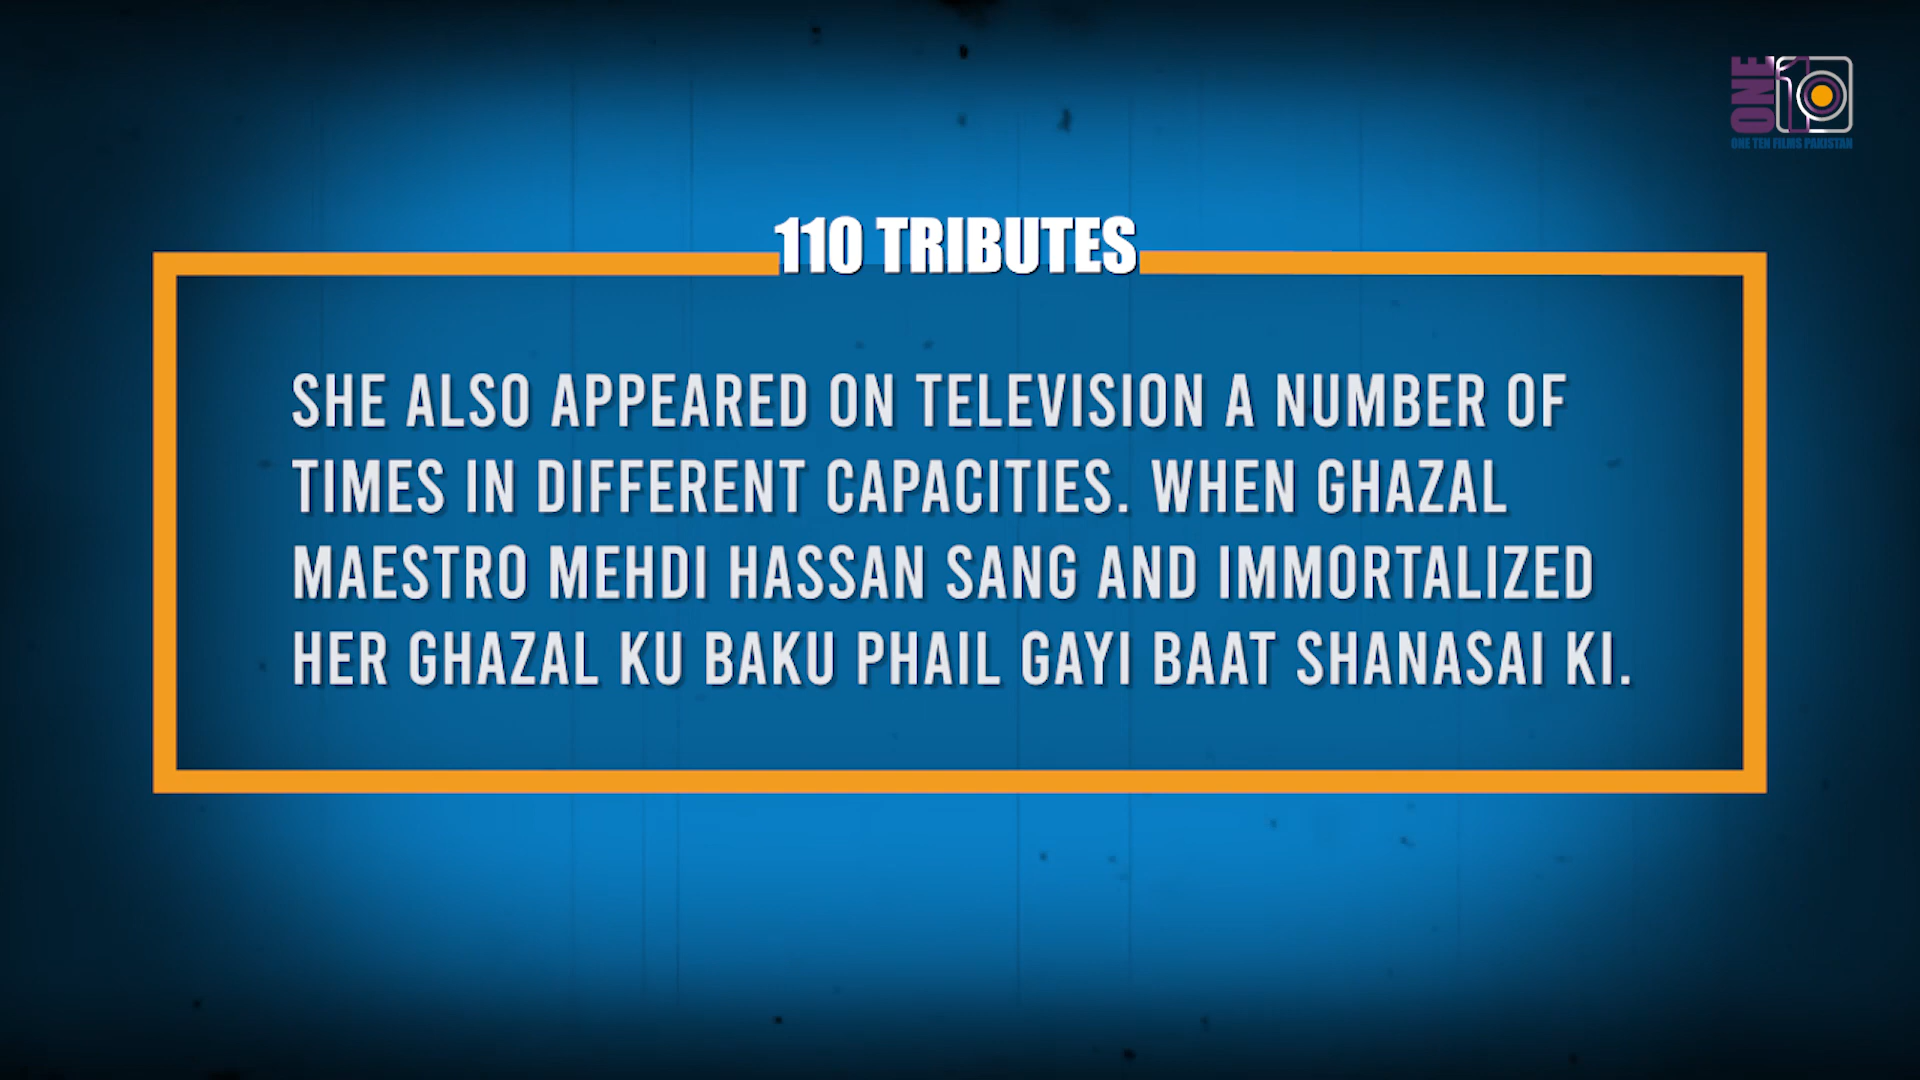 ONE 10
ONE TEN FILMS PAKISTAN
110 TRIBUTES
SHE ALSO APPEARED ON TELEVISION A NUMBER OF
TIMES IN DIFFERENT CAPACITIES. WHEN GHAZAL
MAESTRO MEHDI HASSAN SANG AND IMMORTALIZED
HER GHAZAL KU BAKU PHAIL GAYI BAAT SHANASAI KI.